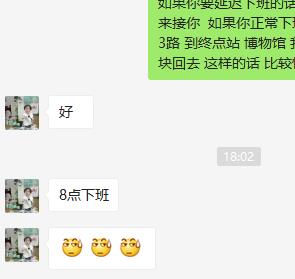 如果你要延迟下班的话
来接你 如果你正常下班
3路 到终点站 博物馆
块回去 这样的话 比较
好
18:02
8点下班